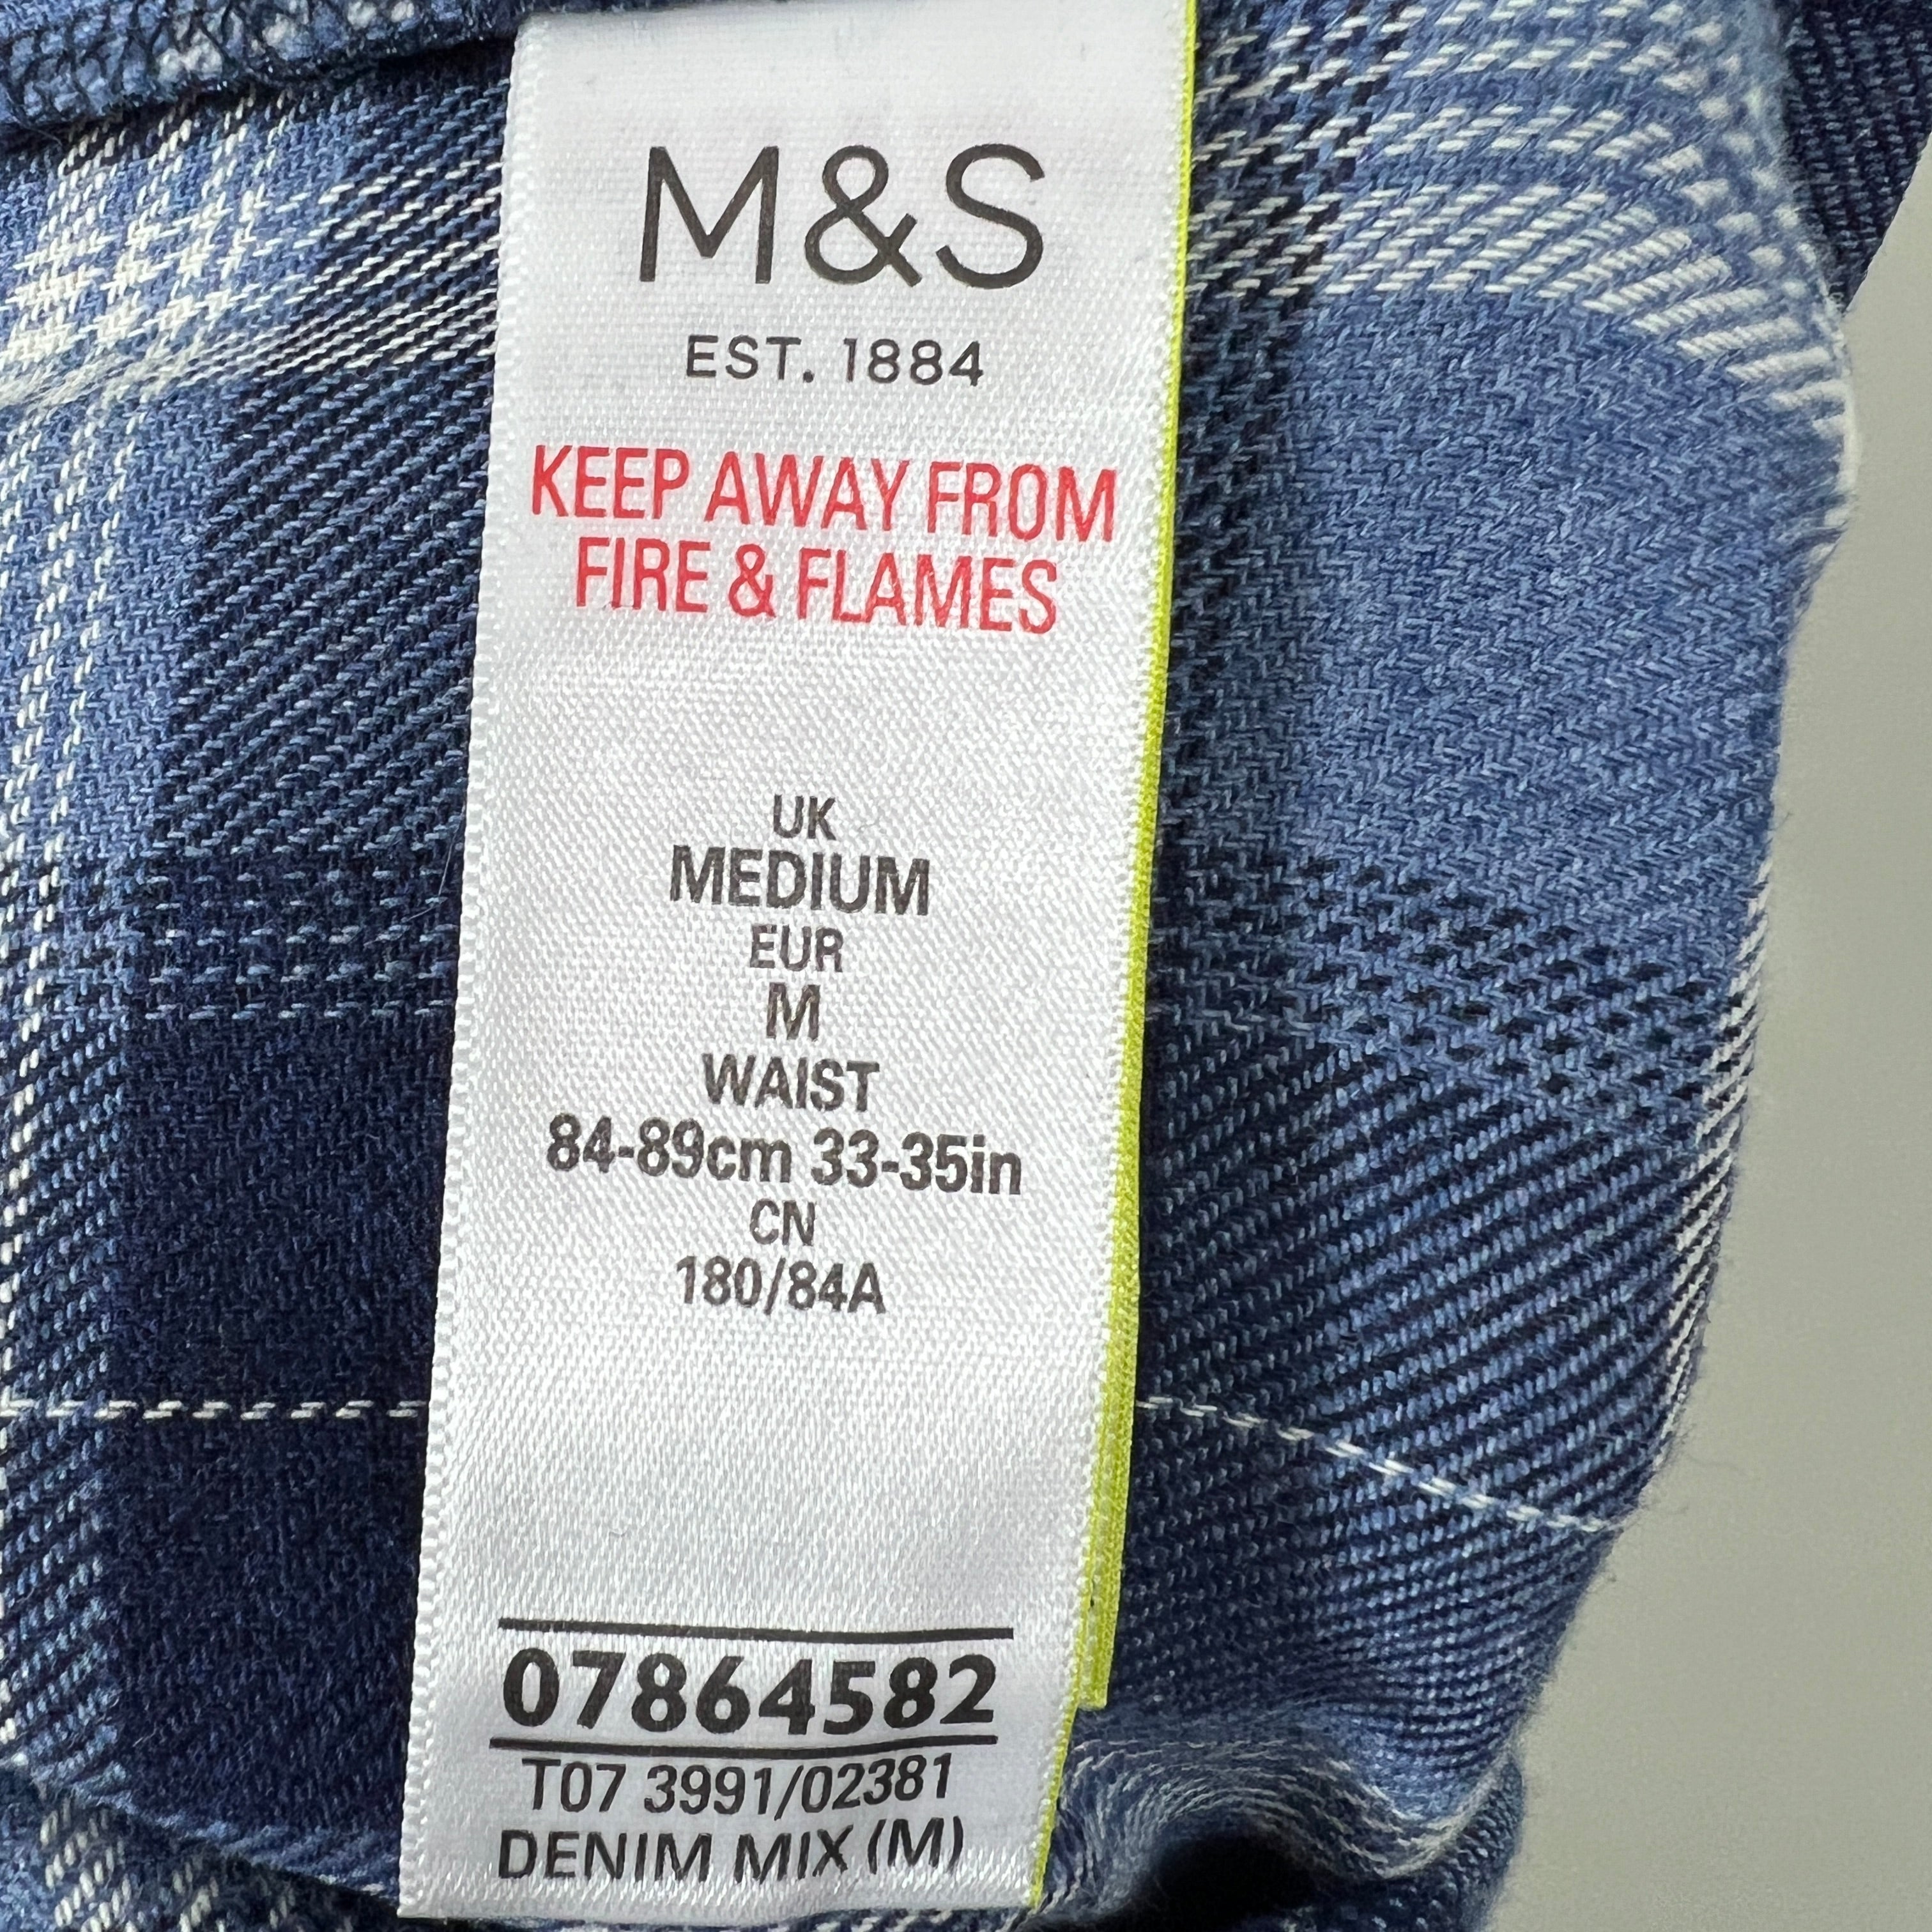 M&S
EST. 1884
KEEP AWAY FROM
FIRE & FLAMES
UK
MEDIUM
EUR
M
WAIST
84-89cm 33-35in
CN
180/84A
07864582
T07 3991/02381
DENIM MIX (M)